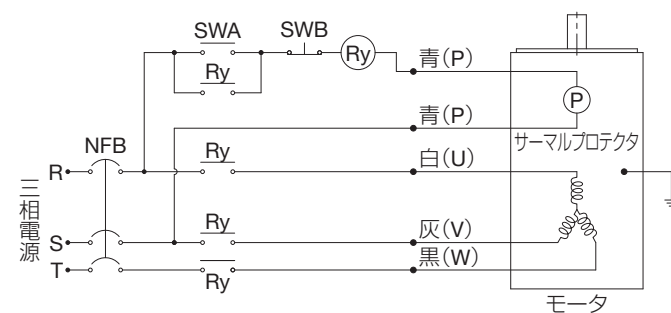 SWA
SWB
Ry
Ry
青(P)
P
青(P)
サーマルプロテクタ
NFB
Ry
白(U)
R
三相電源
S
Ry
灰(V)
T
Ry
黒(W)
モータ